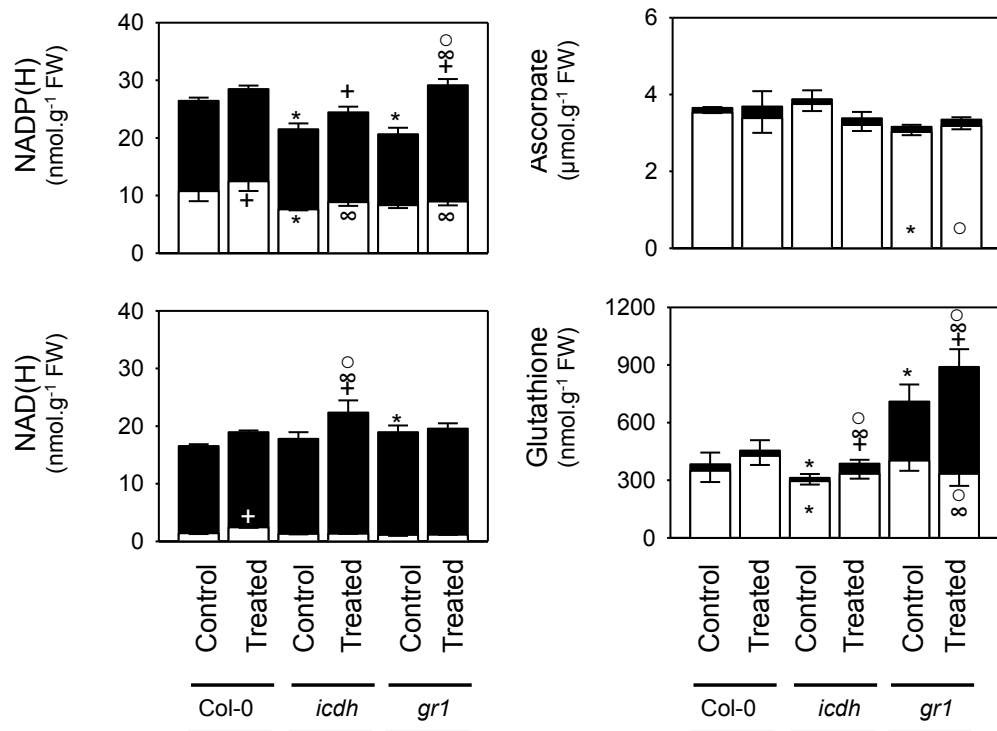 NADP(H)
(nmol.g⁻¹ FW)
40
30
20
10
0
+
*
*
*
+
∞
*
○
∞
+
∞
Ascorbate
(μmol.g⁻¹ FW)
6
4
2
0
*
○
NAD(H)
(nmol.g⁻¹ FW)
40
30
20
10
0
+
○
∞
+
*
Glutathione
(nmol.g⁻¹ FW)
1200
900
600
300
0
*
*
○
∞
+
*
○
∞
+
○
∞
Control
Treated
Control
Treated
Control
Treated
Col-0
icdh
gr1
Control
Treated
Control
Treated
Control
Treated
Col-0
icdh
gr1